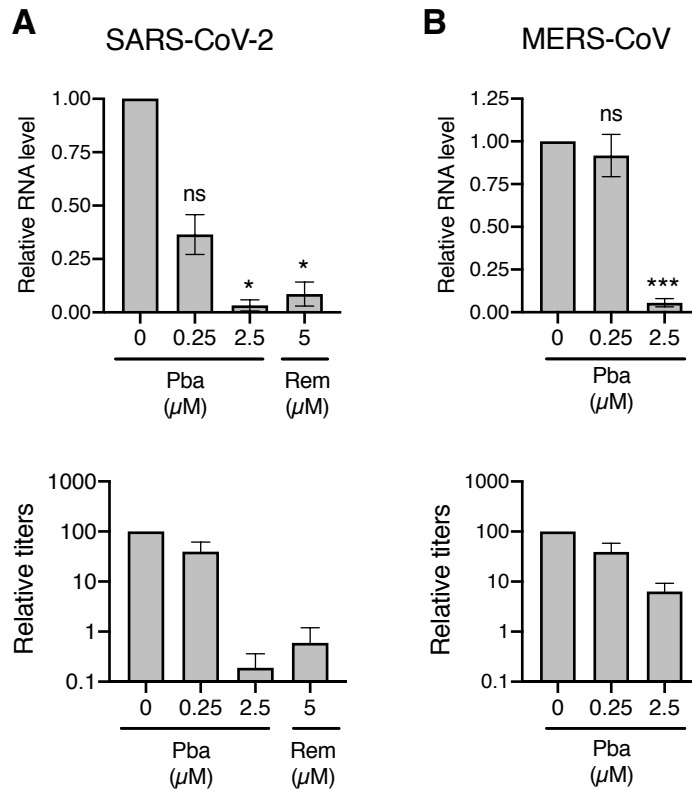 A
SARS-CoV-2
Relative RNA level
1.00
0.75
0.50
0.25
0.00
ns
*
*
0 0.25 2.5 5
Pba Rem
(µM) (µM)
B
MERS-CoV
Relative RNA level
1.25
1.00
0.75
0.50
0.25
0.00
ns
***
0 0.25 2.5
Pba
(µM)
Relative titers
1000
100
10
1
0.1
0 0.25 2.5 5
Pba Rem
(µM) (µM)
Relative titers
1000
100
10
1
0.1
0 0.25 2.5
Pba
(µM)